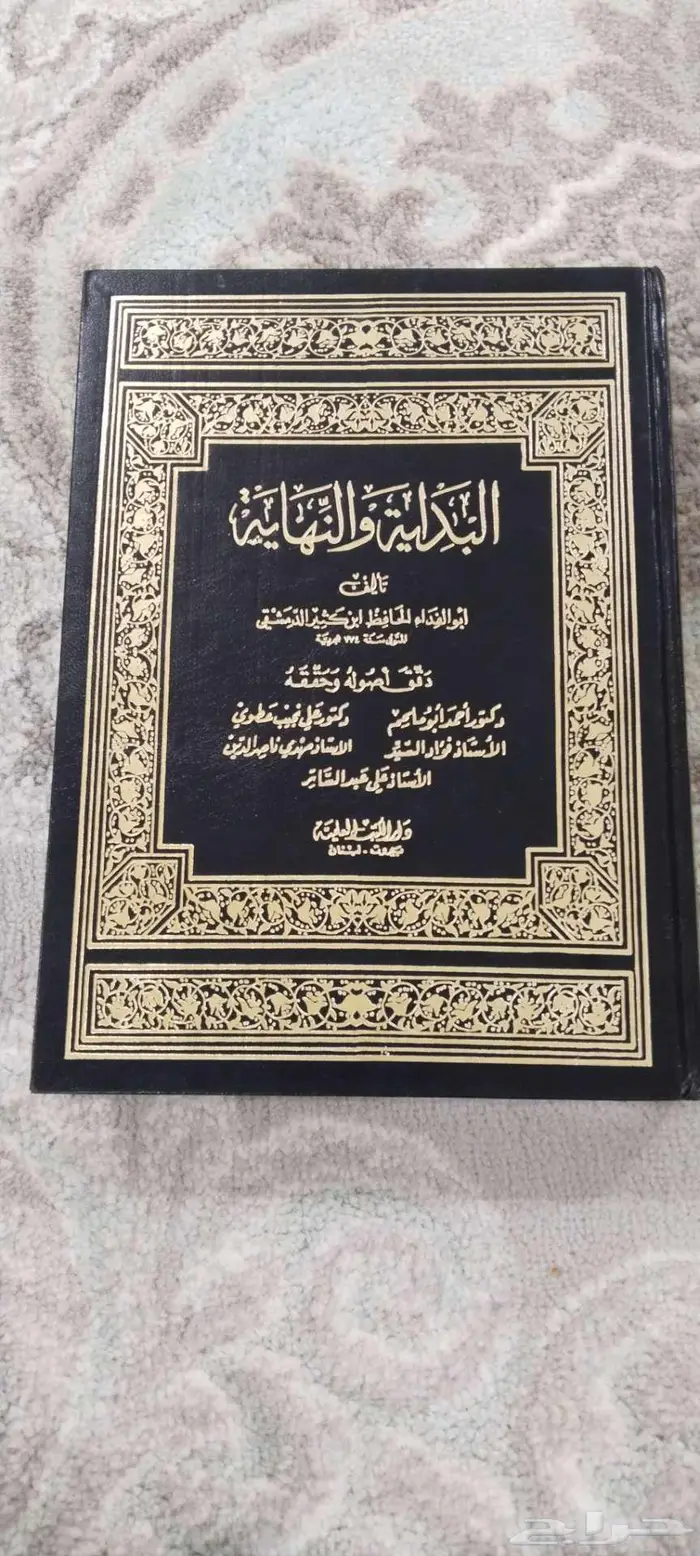 البداية والنهاية
تأليف
أبو الفداء الحافظ ابن كثير الدمشقي
المتوفى سنة ٧٧٤ هجرية
دقق أصوله وحققه
دكتور أحمد أبو ملحم دكتور علي نجيب عطوي
الأستاذ فؤاد السيد الأستاذ مهدي ناصر الدين
الأستاذ علي عبد الساتر
دار الكتب العلمية
بيروت - لبنان
حراج